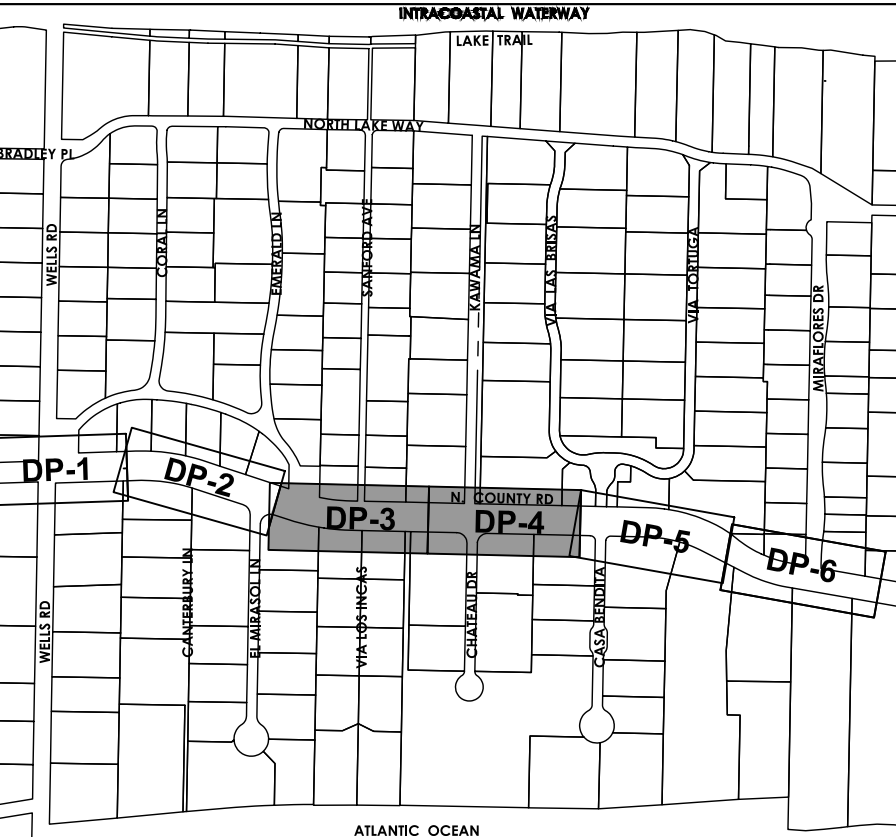 INTRACOASTAL WATERWAY
LAKE TRAIL
NORTH LAKE WAY
BRADLEY PL
WELLS RD
CORAL LN
EMERALD LN
SANFORD AVE
KAWAMA LN
VIA LAS BRISAS
VIA TORTUGA
MIRAFLORES DR
DP-1
DP-2
DP-3
N. COUNTY RD
DP-4
DP-5
DP-6
WELLS RD
CANTERBURY LN
EL MIRASOL LN
VIA LOS INCAS
CHATEAU DR
CASA BENDITA
ATLANTIC OCEAN